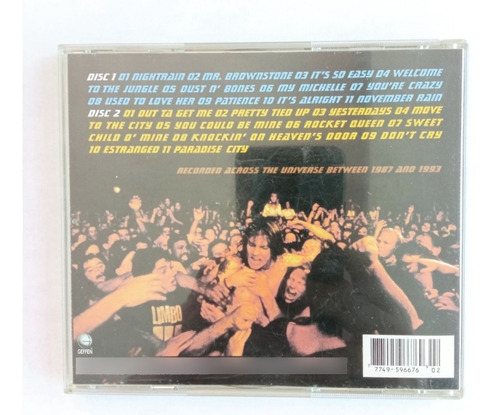 DISC 1 01 NIGHTRAIN 02 MR. BROWNSTONE 03 IT'S SO EASY 04 WELCOME
TO THE JUNGLE 05 DUST N' BONES 06 MY MICHELLE 07 YOU'RE CRAZY
08 USED TO LOVE HER 09 PATIENCE 10 IT'S ALRIGHT 11 NOVEMBER RAIN
DISC 2 01 OUT TA GET ME 02 PRETTY TIED UP 03 YESTERDAYS 04 MOVE
TO THE CITY 05 YOU COULD BE MINE 06 ROCKET QUEEN 07 SWEET
CHILD O' MINE 08 KNOCKIN' ON HEAVEN'S DOOR 09 DON'T CRY
10 ESTRANGED 11 PARADISE CITY
RECORDED ACROSS THE UNIVERSE BETWEEN 1987 AND 1993
LIMBO
GEFFEN
7749-596676 02